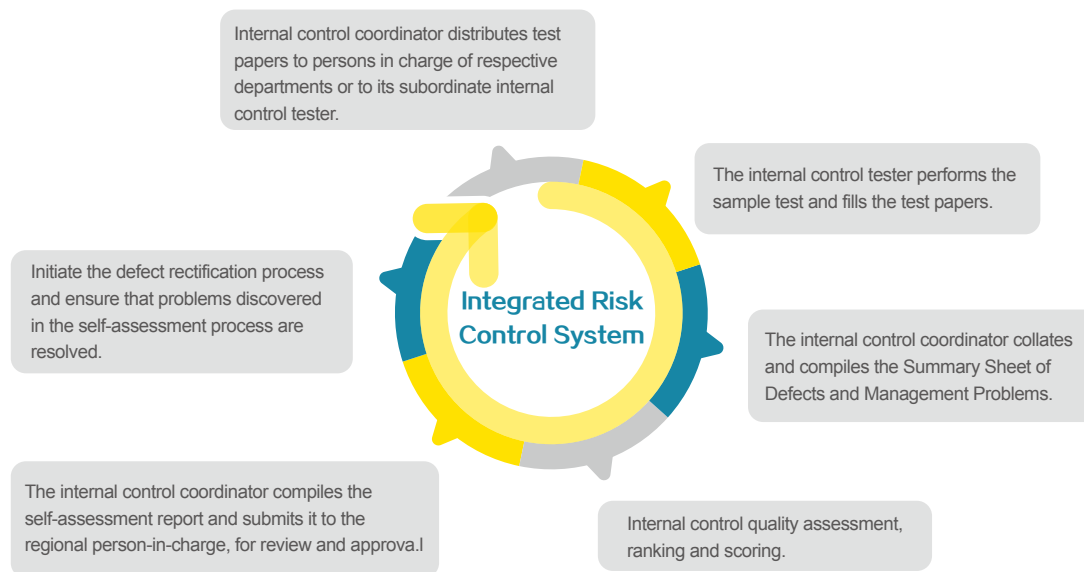 Internal control coordinator distributes test
papers to persons in charge of respective
departments or to its subordinate internal
control tester.
The internal control tester performs the
sample test and fills the test papers.
The internal control coordinator collates
and compiles the Summary Sheet of
Defects and Management Problems.
Internal control quality assessment,
ranking and scoring.
The internal control coordinator compiles the
self-assessment report and submits it to the
regional person-in-charge, for review and approva.l
Initiate the defect rectification process
and ensure that problems discovered
in the self-assessment process are
resolved.
Integrated Risk
Control System